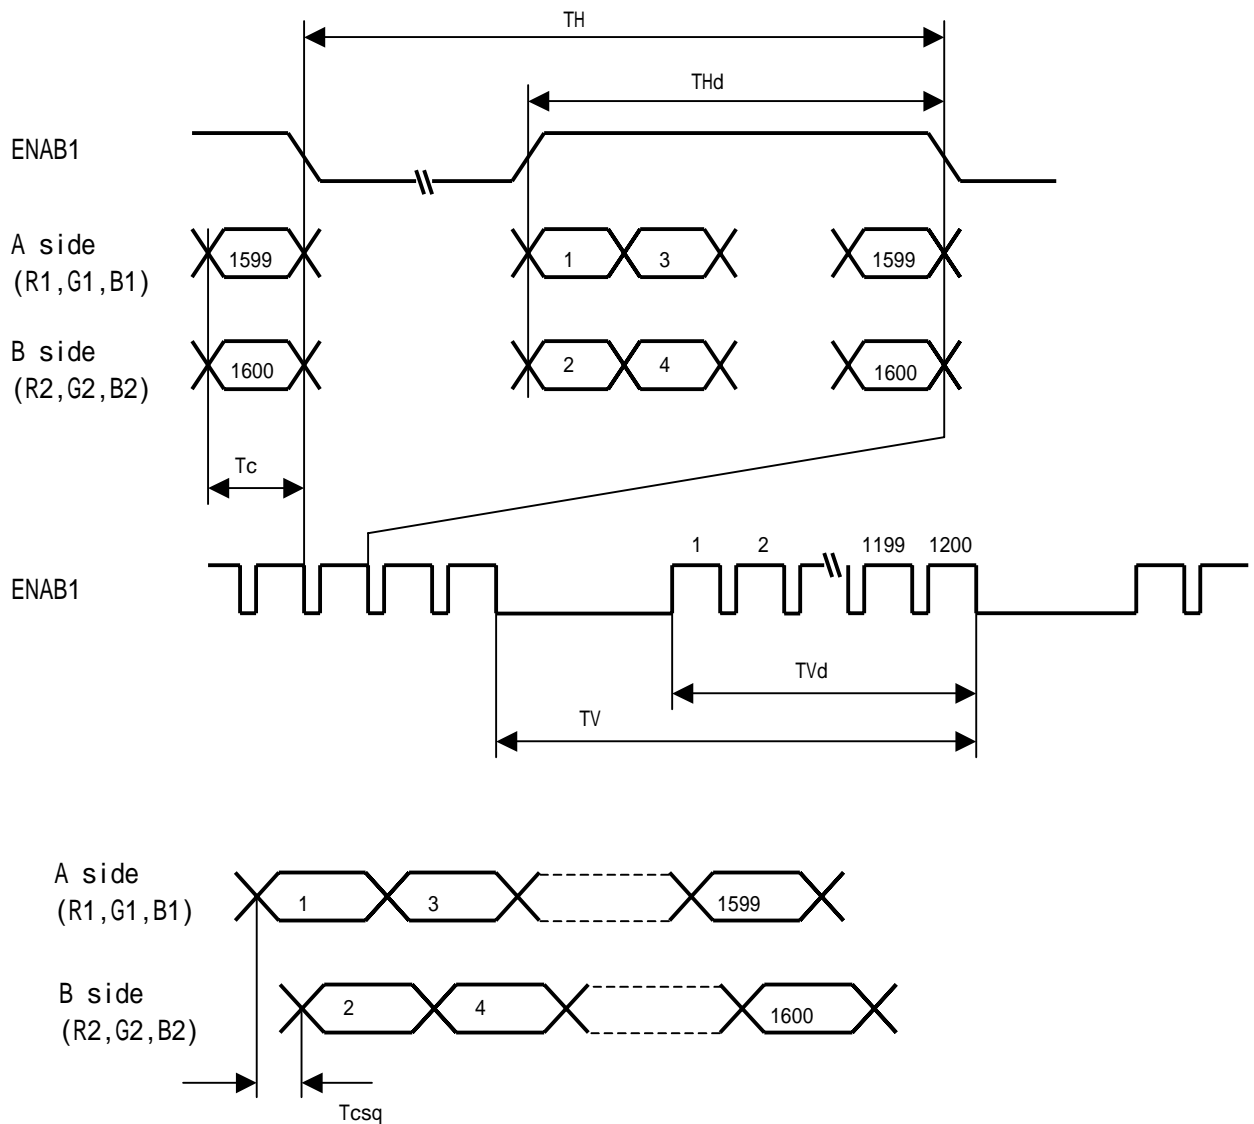 TH
THd
ENAB1
A side
(R1,G1,B1)
1599 1 3 1599
B side
(R2,G2,B2)
1600 2 4 1600
Tc
1 2 1199 1200
ENAB1
TVd
TV
A side
(R1,G1,B1)
1 3 1599
B side
(R2,G2,B2)
2 4 1600
Tcsq